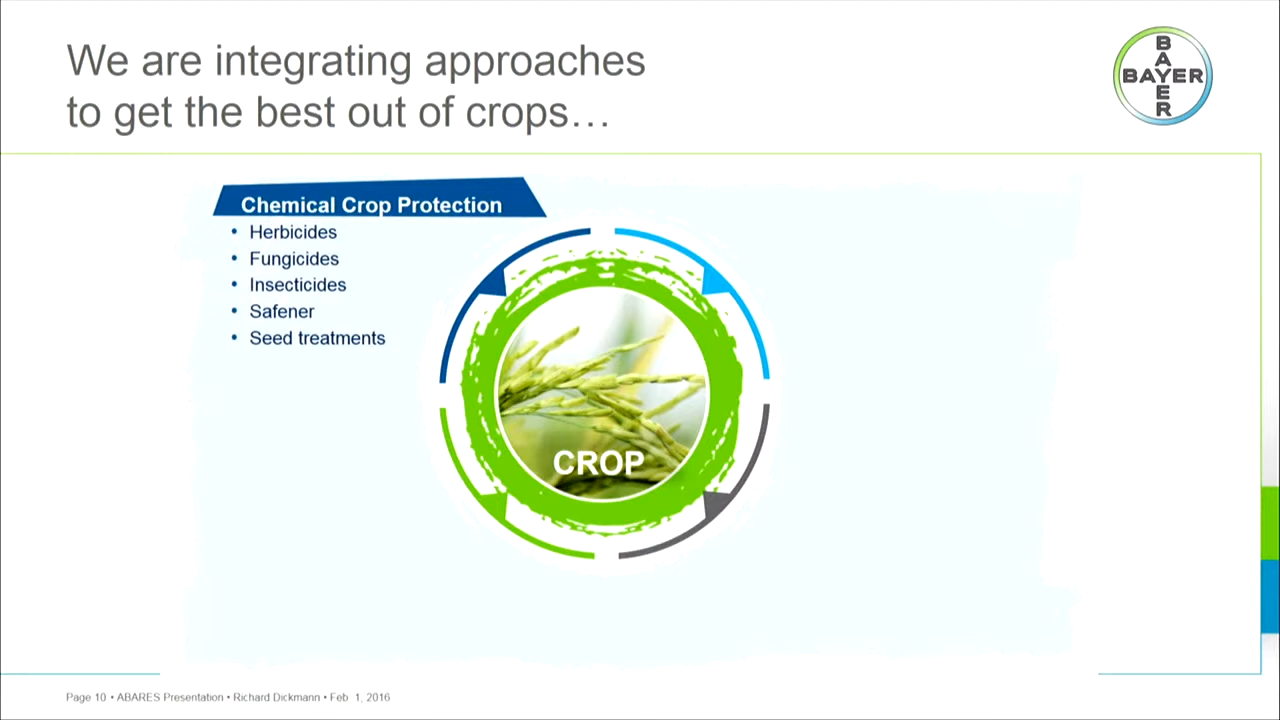 We are integrating approaches
to get the best out of crops…
BAYER
BAYER
Chemical Crop Protection
• Herbicides
• Fungicides
• Insecticides
• Safener
• Seed treatments
CROP
Page 10 • ABARES Presentation • Richard Dickmann • Feb 1, 2016